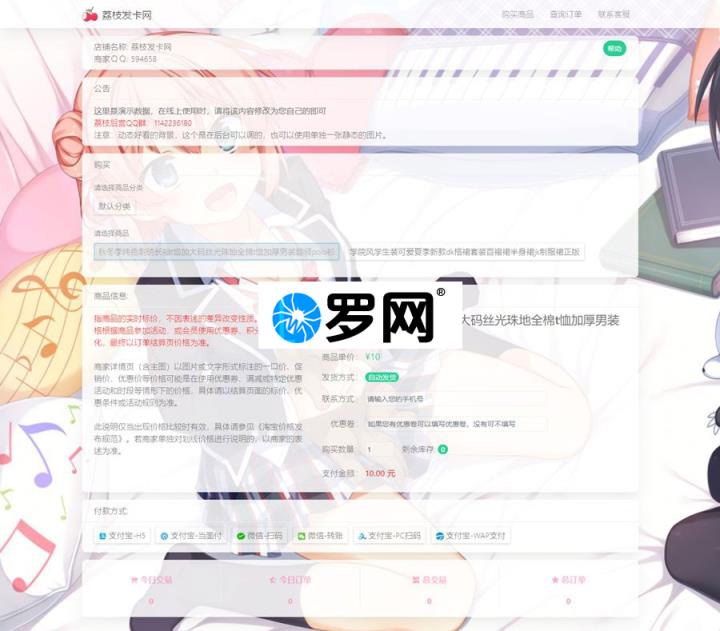 荔枝发卡网
购买商品 查询订单 联系客服
店铺名称: 荔枝发卡网
商家QQ: 594658
帮助
公告
这里是演示数据，在线上使用时，请将该内容修改为您自己的即可
荔枝后宫QQ群：1142236180
注意：动态好看的背景，这个是在后台可以调的，也可以使用单独一张静态的图片。
购买
请选择商品分类
默认分类
请选择商品
学院风学生装可爱夏季新款dk格裙套装百褶裙半身裙jk制服裙正版
商品信息:
指商品的实时标价，不因表述的差异改变性质。
格根据商品参加活动，或会员使用优惠券、积分
化，最终以订单结算页价格为准。
商家详情页（含主图）以图片或文字形式标注的一口价、促
销价、优惠价等价格可能是在使用优惠券、满减或特定优惠
活动和时段等情形下的价格，具体请以结算页面的标价、优
惠条件或活动规则为准。
此说明仅当出现价格比较时有效，具体请参见《淘宝价格发
布规范》。若商家单独对划线价格进行说明的，以商家的表
述为准。
罗网®
大码丝光珠地全棉t恤加厚男装
商品单价: ¥10
发货方式: 自动发货
联系方式: 请输入您的手机号
优惠卷 如果您有优惠卷可以填写优惠卷，没有可不填写
购买数量: 1 剩余库存: 0
支付金额: 10.00 元
付款方式:
支付宝-H5 支付宝-当面付 微信-扫码 微信-转账 支付宝-PC扫码 支付宝-WAP支付
今日交易 今日订单 总交易 总订单
0 0 0 0